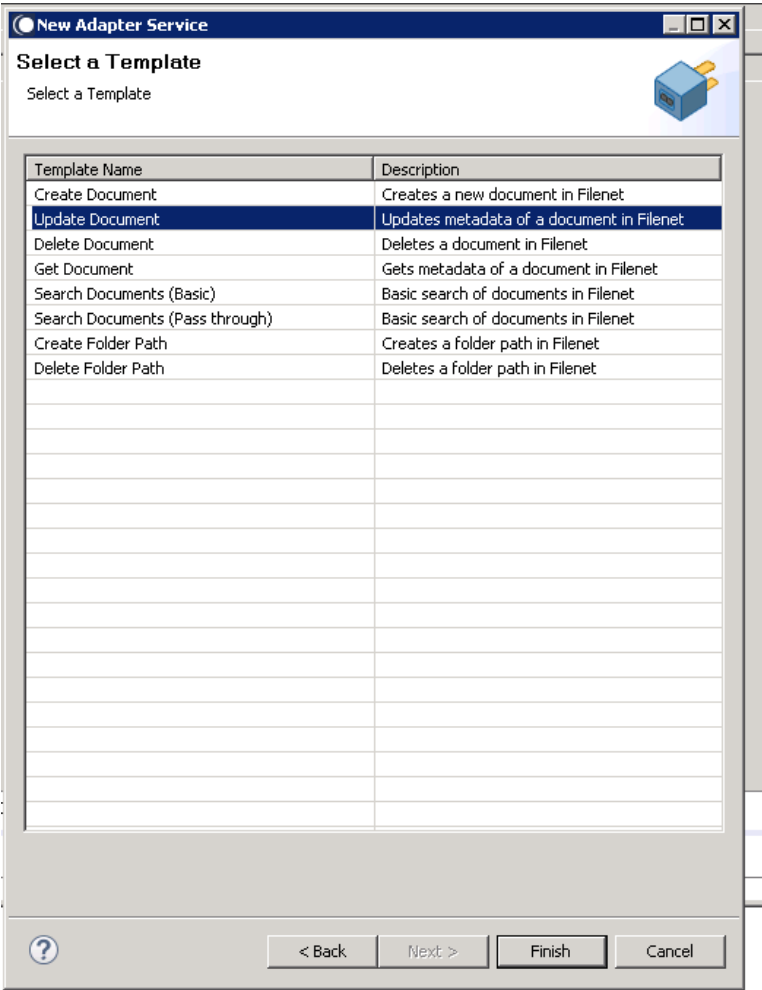 New Adapter Service
Select a Template
Select a Template
Template Name Description
Create Document Creates a new document in Filenet
Update Document Updates metadata of a document in Filenet
Delete Document Deletes a document in Filenet
Get Document Gets metadata of a document in Filenet
Search Documents (Basic) Basic search of documents in Filenet
Search Documents (Pass through) Basic search of documents in Filenet
Create Folder Path Creates a folder path in Filenet
Delete Folder Path Deletes a folder path in Filenet
? < Back Next > Finish Cancel